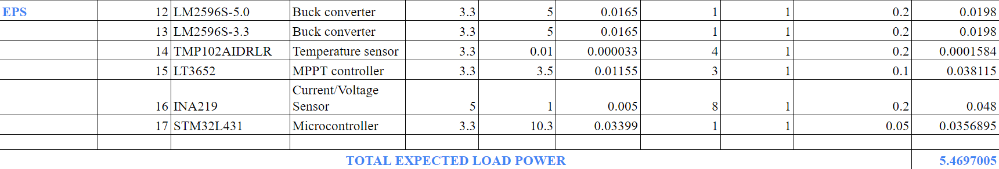 EPS 12 LM2596S-5.0 Buck converter 3.3 5 0.0165 1 1 0.2 0.0198
13 LM2596S-3.3 Buck converter 3.3 5 0.0165 1 1 0.2 0.0198
14 TMP102AIDRLR Temperature sensor 3.3 0.01 0.000033 4 1 0.2 0.0001584
15 LT3652 MPPT controller 3.3 3.5 0.01155 3 1 0.1 0.038115
Current/Voltage
16 INA219 Sensor 5 1 0.005 8 1 0.2 0.048
17 STM32L431 Microcontroller 3.3 10.3 0.03399 1 1 0.05 0.0356895
TOTAL EXPECTED LOAD POWER 5.4697005